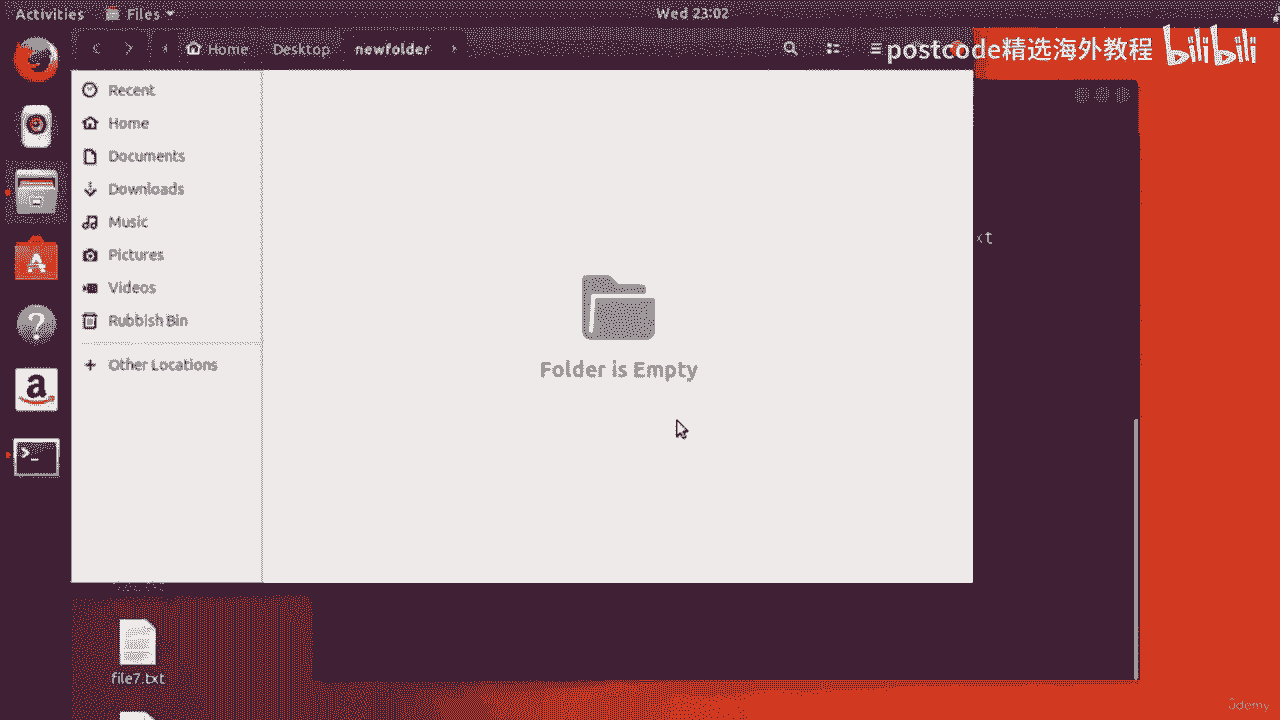 Activities Files Wed 23:02
Home Desktop newfolder
postcode精选海外教程 bilibili
Recent
Home
Documents
Downloads
Music
Pictures
Videos
Rubbish Bin
Other Locations
Folder is Empty
xt
file7.txt
a
A
?
>_
Udemy